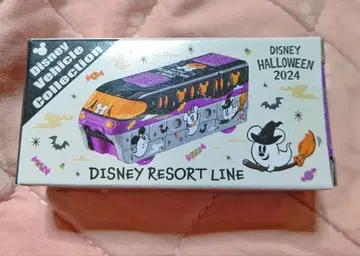 Disney
Vehicle
Collection
DISNEY
HALLOWEEN
2024
DISNEY RESORT LINE